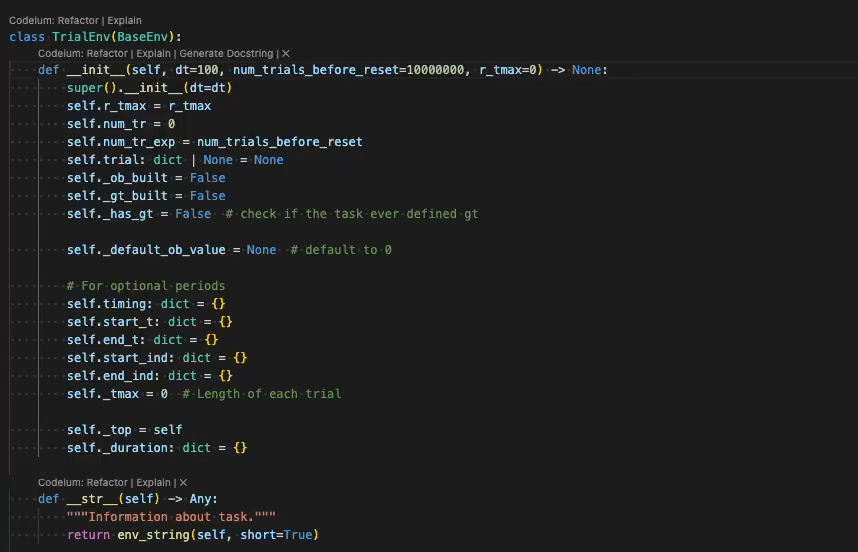 Codeium: Refactor | Explain
class TrialEnv(BaseEnv):
Codeium: Refactor | Explain | Generate Docstring | ✕
    def __init__(self, dt=100, num_trials_before_reset=10000000, r_tmax=0) -> None:
        super().__init__(dt=dt)
        self.r_tmax = r_tmax
        self.num_tr = 0
        self.num_tr_exp = num_trials_before_reset
        self.trial: dict | None = None
        self._ob_built = False
        self._gt_built = False
        self._has_gt = False  # check if the task ever defined gt
        self._default_ob_value = None  # default to 0
        # For optional periods
        self.timing: dict = {}
        self.start_t: dict = {}
        self.end_t: dict = {}
        self.start_ind: dict = {}
        self.end_ind: dict = {}
        self._tmax = 0  # Length of each trial
        self._top = self
        self._duration: dict = {}
Codeium: Refactor | Explain | ✕
    def __str__(self) -> Any:
        """Information about task."""
        return env_string(self, short=True)